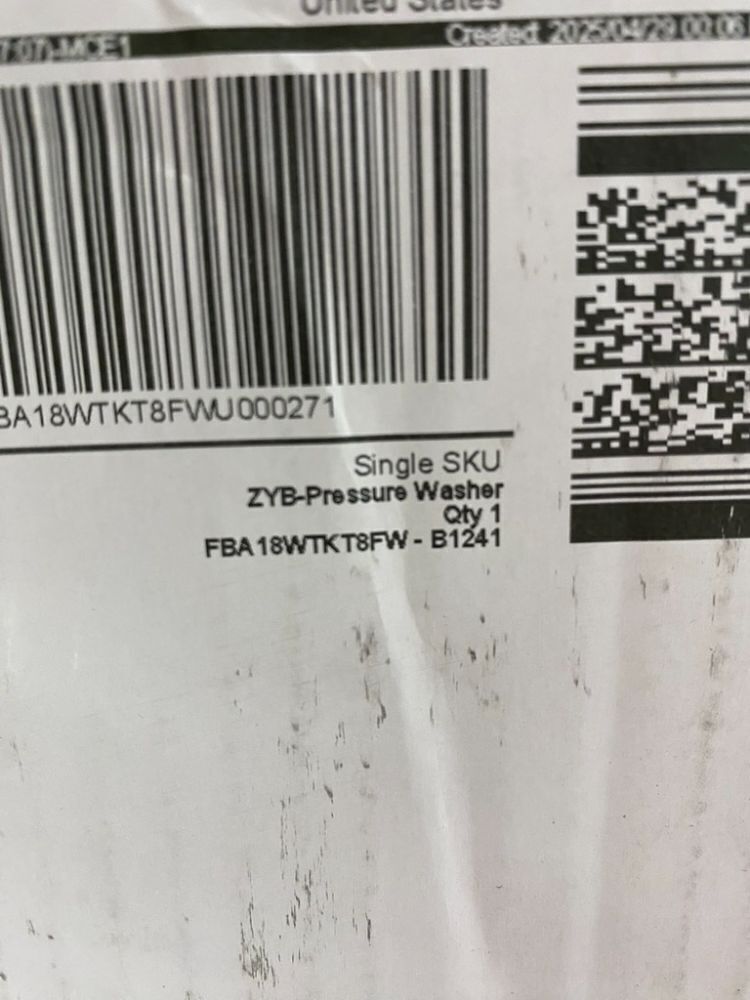 United States
7:07)-MCE1
Created: 2025/04/29 00:06
BA18WTKT8FWU000271
Single SKU
ZYB-Pressure Washer
Qty 1
FBA18WTKT8FW - B1241